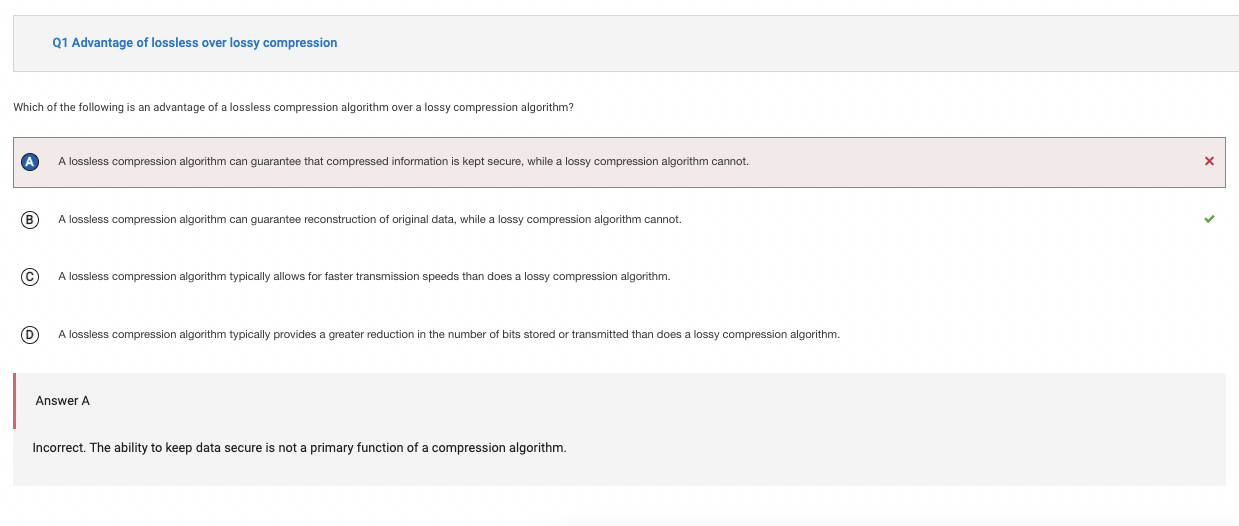 Q1 Advantage of lossless over lossy compression
Which of the following is an advantage of a lossless compression algorithm over a lossy compression algorithm?
A A lossless compression algorithm can guarantee that compressed information is kept secure, while a lossy compression algorithm cannot.
B A lossless compression algorithm can guarantee reconstruction of original data, while a lossy compression algorithm cannot.
C A lossless compression algorithm typically allows for faster transmission speeds than does a lossy compression algorithm.
D A lossless compression algorithm typically provides a greater reduction in the number of bits stored or transmitted than does a lossy compression algorithm.
Answer A
Incorrect. The ability to keep data secure is not a primary function of a compression algorithm.